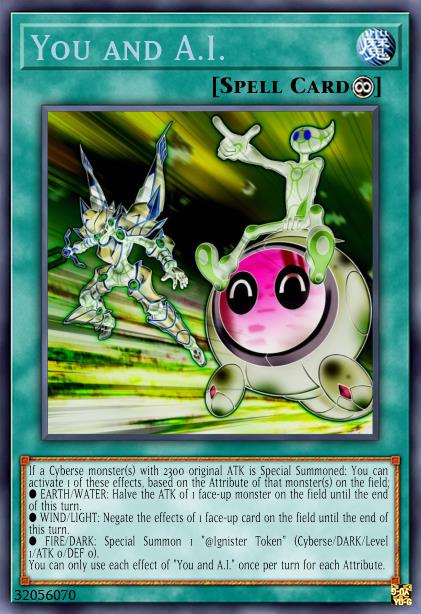 You and A.I.
魔
[Spell Card]
If a Cyberse monster(s) with 2300 original ATK is Special Summoned: You can
activate 1 of these effects, based on the Attribute of that monster(s) on the field;
● EARTH/WATER: Halve the ATK of 1 face-up monster on the field until the end
of this turn.
● WIND/LIGHT: Negate the effects of 1 face-up card on the field until the end of
this turn.
● FIRE/DARK: Special Summon 1 "@Ignister Token" (Cyberse/DARK/Level
1/ATK 0/DEF 0).
You can only use each effect of "You and A.I." once per turn for each Attribute.
32056070